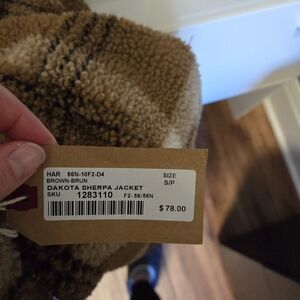 HAR 56N-10F2-D4
BROWN-BRUN
DAKOTA SHERPA JACKET
SKU 1283110 F2- 56/56N
SIZE
S/P
$78.00